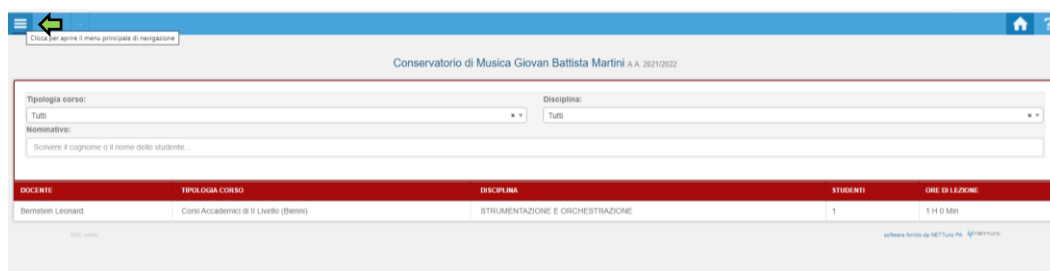 ?
Clicca per aprire il menu principale di navigazione
Conservatorio di Musica Giovan Battista Martini A.A. 2021/2022
Tipologia corso: Disciplina:
Tutti × Tutti ×
Nominativo:
Scrivere il cognome o il nome dello studente...
DOCENTE TIPOLOGIA CORSO DISCIPLINA STUDENTI ORE DI LEZIONE
Bernstein Leonard Corsi Accademici di II Livello (Bienni) STRUMENTAZIONE E ORCHESTRAZIONE 1 1 H 0 Min
software fornito da NETTuno PA NETTuno